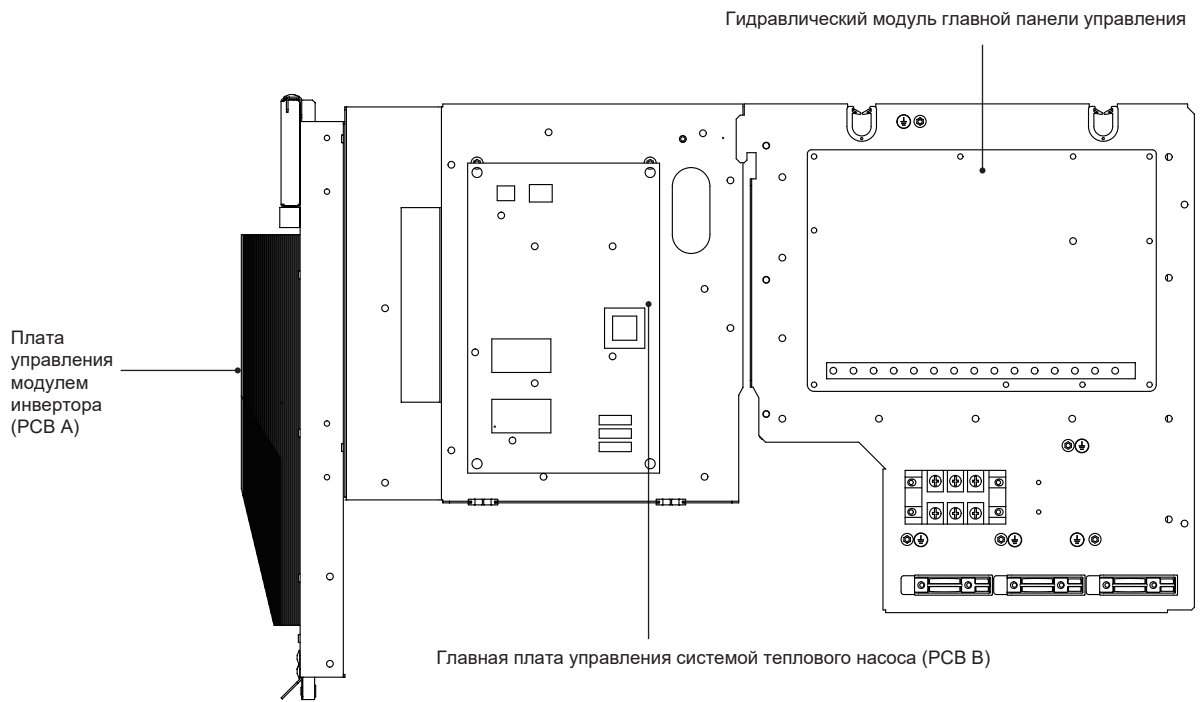 Гидравлический модуль главной панели управления
Плата
управления
модулем
инвертора
(PCB A)
Главная плата управления системой теплового насоса (PCB B)